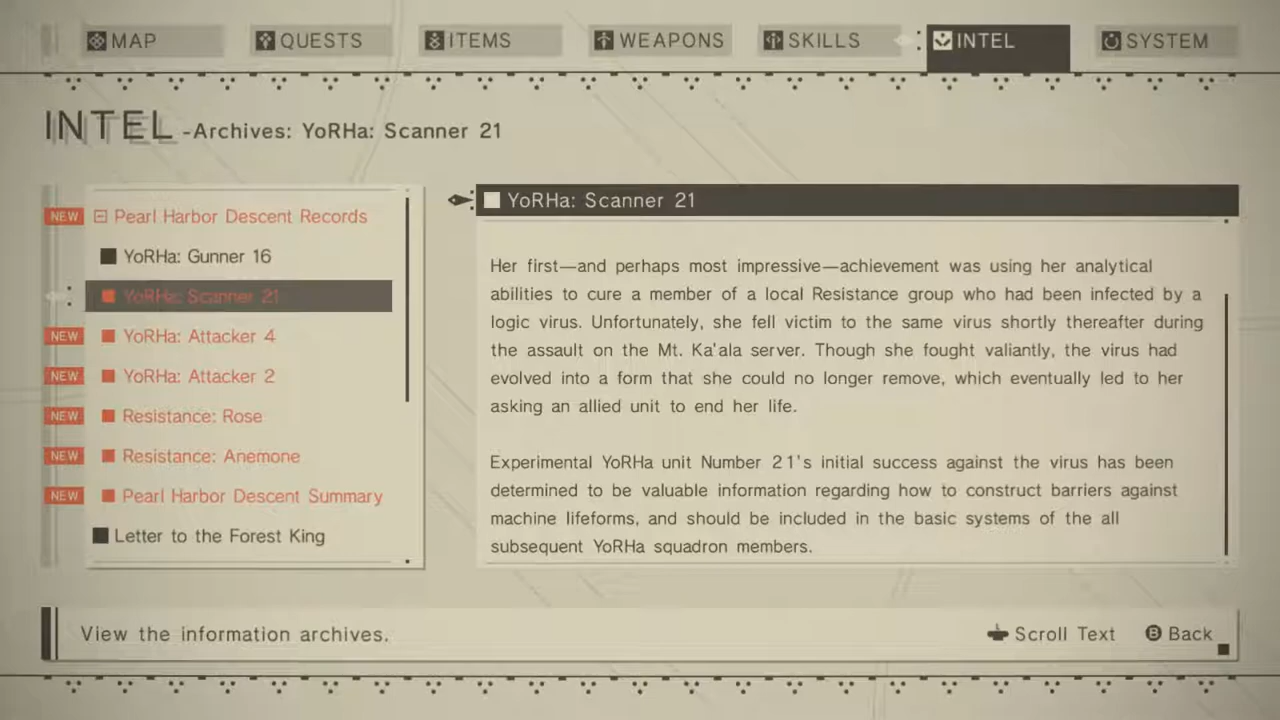 MAP
QUESTS
ITEMS
WEAPONS
SKILLS
INTEL
SYSTEM
INTEL -Archives: YoRHa: Scanner 21
NEW Pearl Harbor Descent Records
YoRHa: Gunner 16
YoRHa: Scanner 21
NEW YoRHa: Attacker 4
NEW YoRHa: Attacker 2
NEW Resistance: Rose
NEW Resistance: Anemone
NEW Pearl Harbor Descent Summary
Letter to the Forest King
YoRHa: Scanner 21
Her first—and perhaps most impressive—achievement was using her analytical
abilities to cure a member of a local Resistance group who had been infected by a
logic virus. Unfortunately, she fell victim to the same virus shortly thereafter during
the assault on the Mt. Ka'ala server. Though she fought valiantly, the virus had
evolved into a form that she could no longer remove, which eventually led to her
asking an allied unit to end her life.
Experimental YoRHa unit Number 21's initial success against the virus has been
determined to be valuable information regarding how to construct barriers against
machine lifeforms, and should be included in the basic systems of the all
subsequent YoRHa squadron members.
View the information archives.
Scroll Text
B Back